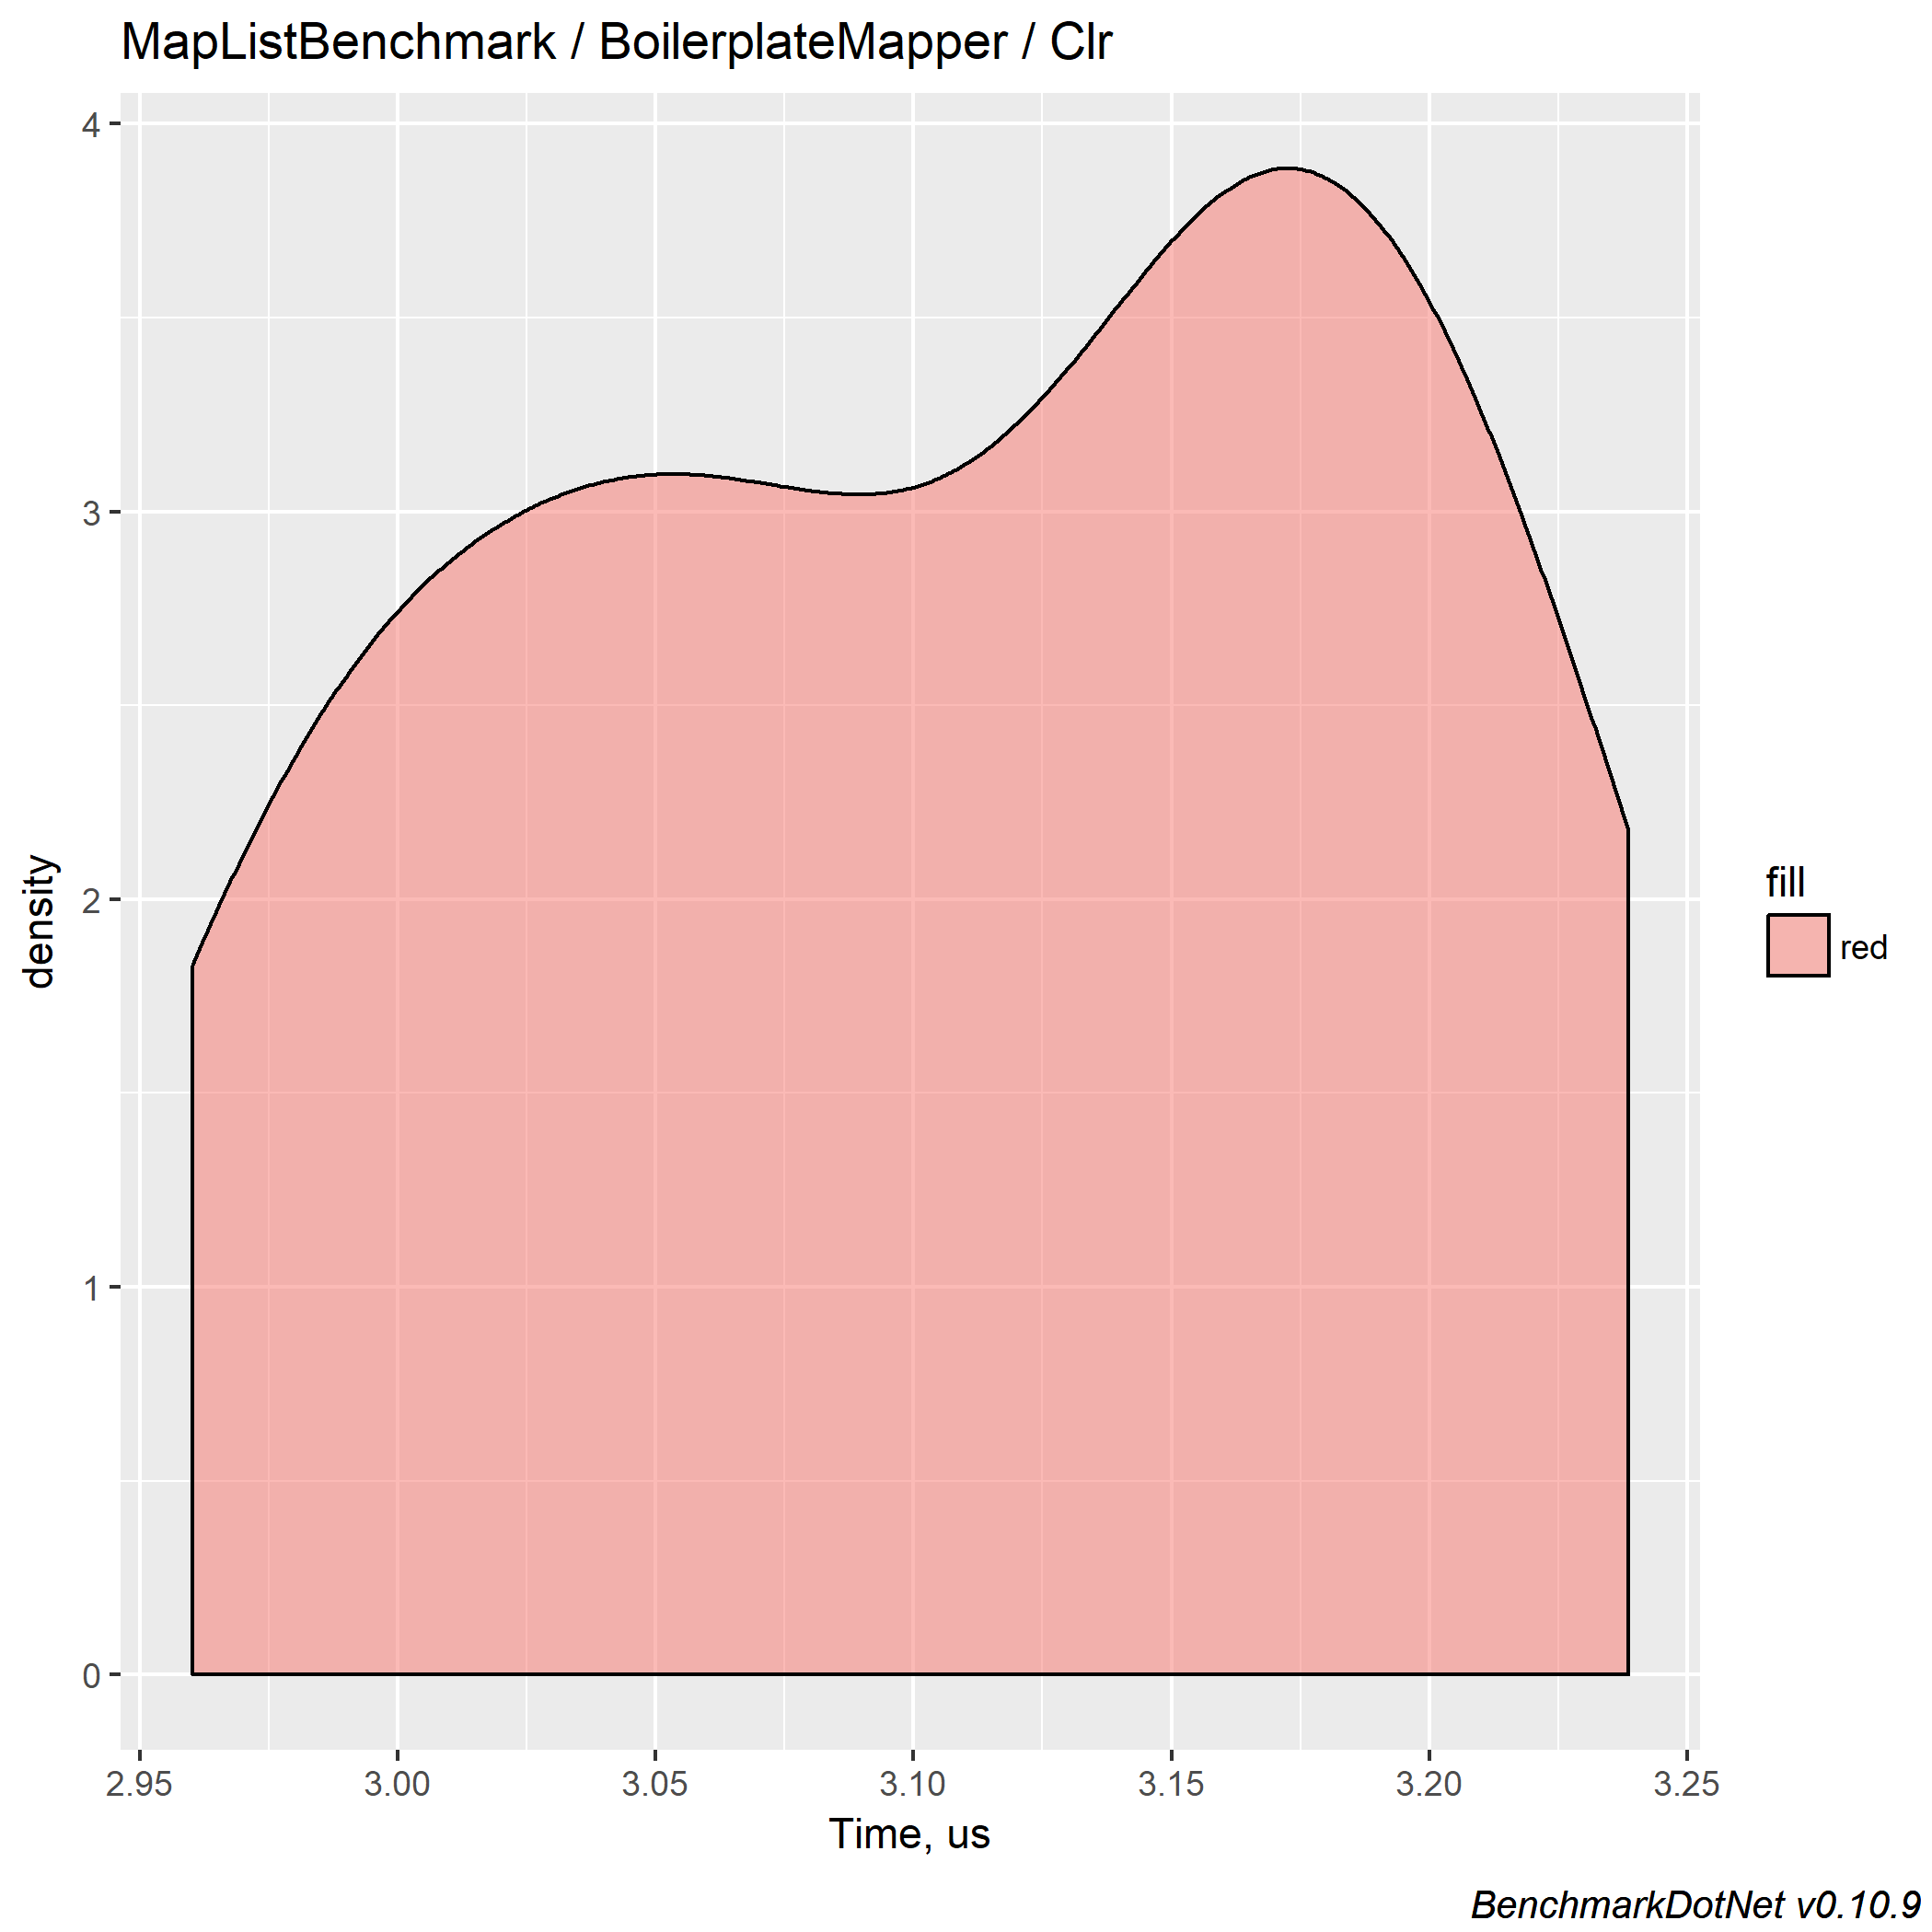 MapListBenchmark / BoilerplateMapper / Clr
4
3
2
1
0
density
2.95 3.00 3.05 3.10 3.15 3.20 3.25
Time, us
fill
red
BenchmarkDotNet v0.10.9